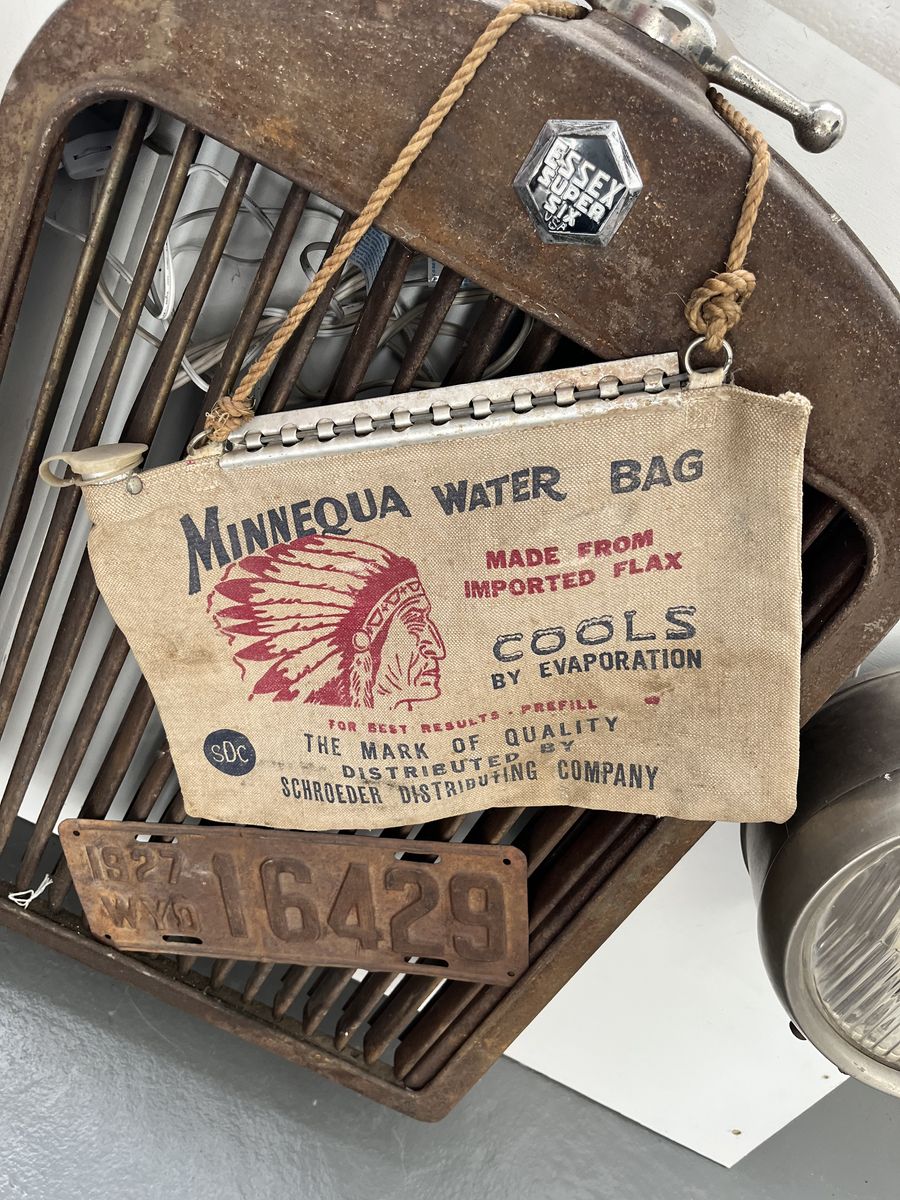 ESSEX
SUPER
SIX
USA
MINNEQUA WATER BAG
MADE FROM
IMPORTED FLAX
COOLS
BY EVAPORATION
FOR BEST RESULTS - PREFILL
SDC
THE MARK OF QUALITY
DISTRIBUTED BY
SCHROEDER DISTRIBUTING COMPANY
1927
WYO
16429